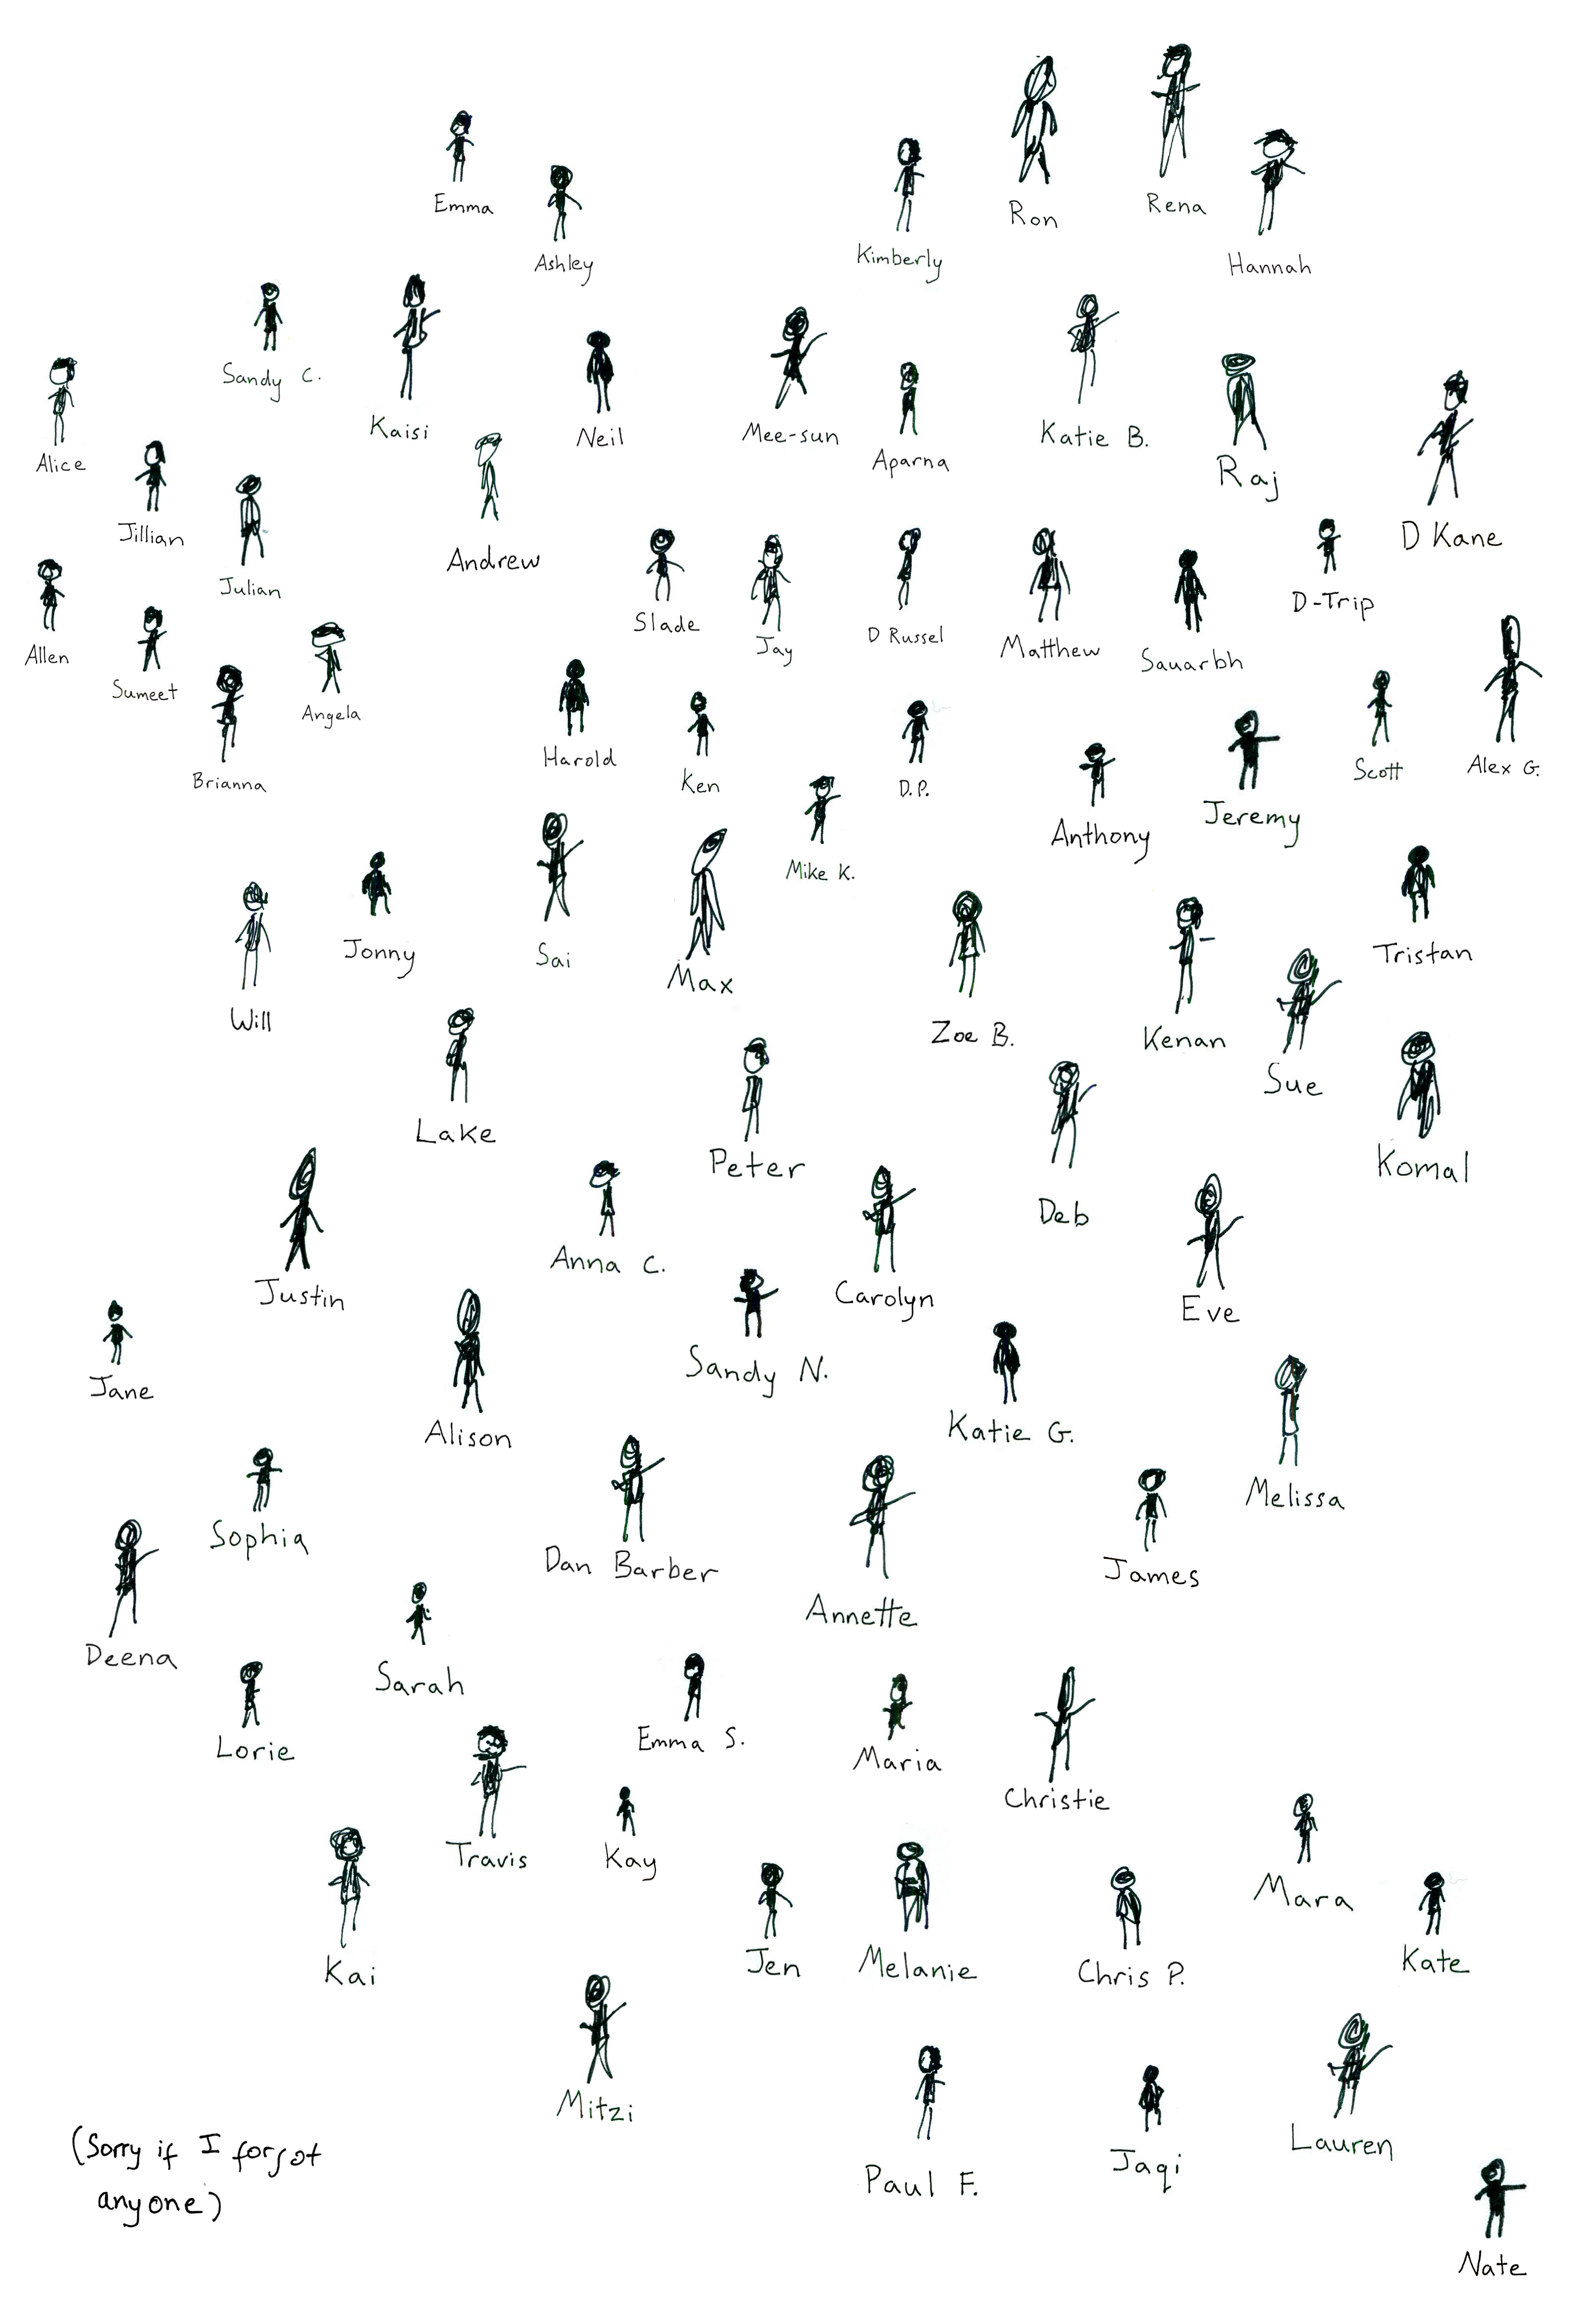 Emma
Ashley
Kimberly
Ron
Rena
Hannah
Sandy C.
Kaisi
Neil
Mee-sun
Aparna
Katie B.
Raj
D Kane
Alice
Jillian
Julian
Andrew
Slade
Jay
D Russel
Matthew
Sauarbh
D-Trip
Allen
Sumeet
Brianna
Angela
Harold
Ken
D.P.
Mike K.
Anthony
Jeremy
Scott
Alex G.
Will
Jonny
Sai
Max
Zoe B.
Kenan
Sue
Tristan
Lake
Peter
Deb
Komal
Justin
Anna C.
Carolyn
Eve
Jane
Alison
Sandy N.
Katie G.
Melissa
Sophia
Dan Barber
Annette
James
Deena
Sarah
Lorie
Emma S.
Maria
Christie
Travis
Kay
Mara
Kai
Jen
Melanie
Chris P.
Kate
Mitzi
Paul F.
Jaqi
Lauren
Nate
(Sorry if I forgot
anyone)